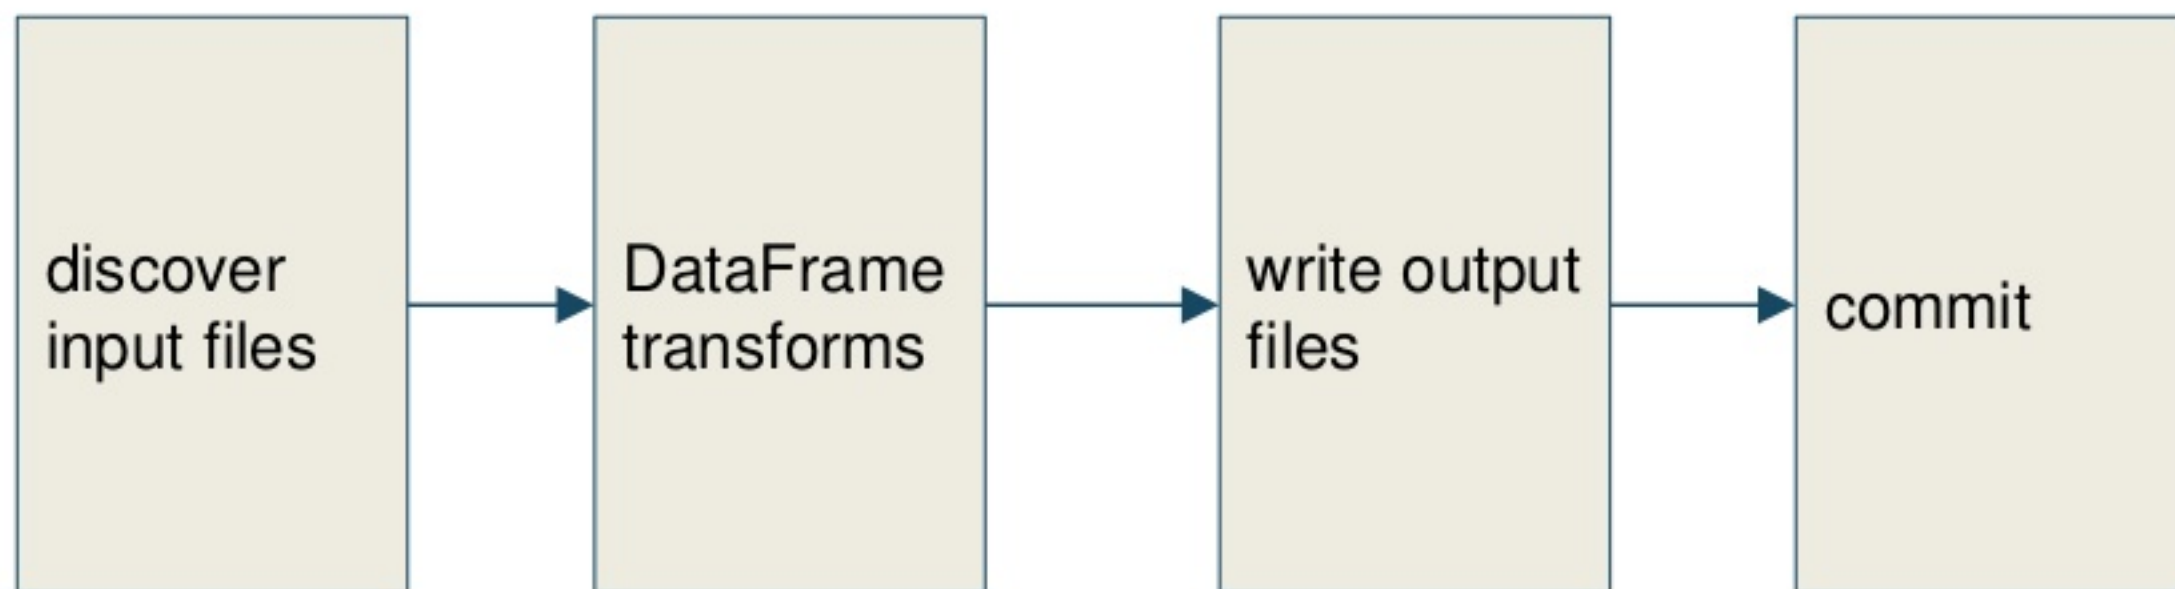 discover
input files
DataFrame
transforms
write output
files
commit